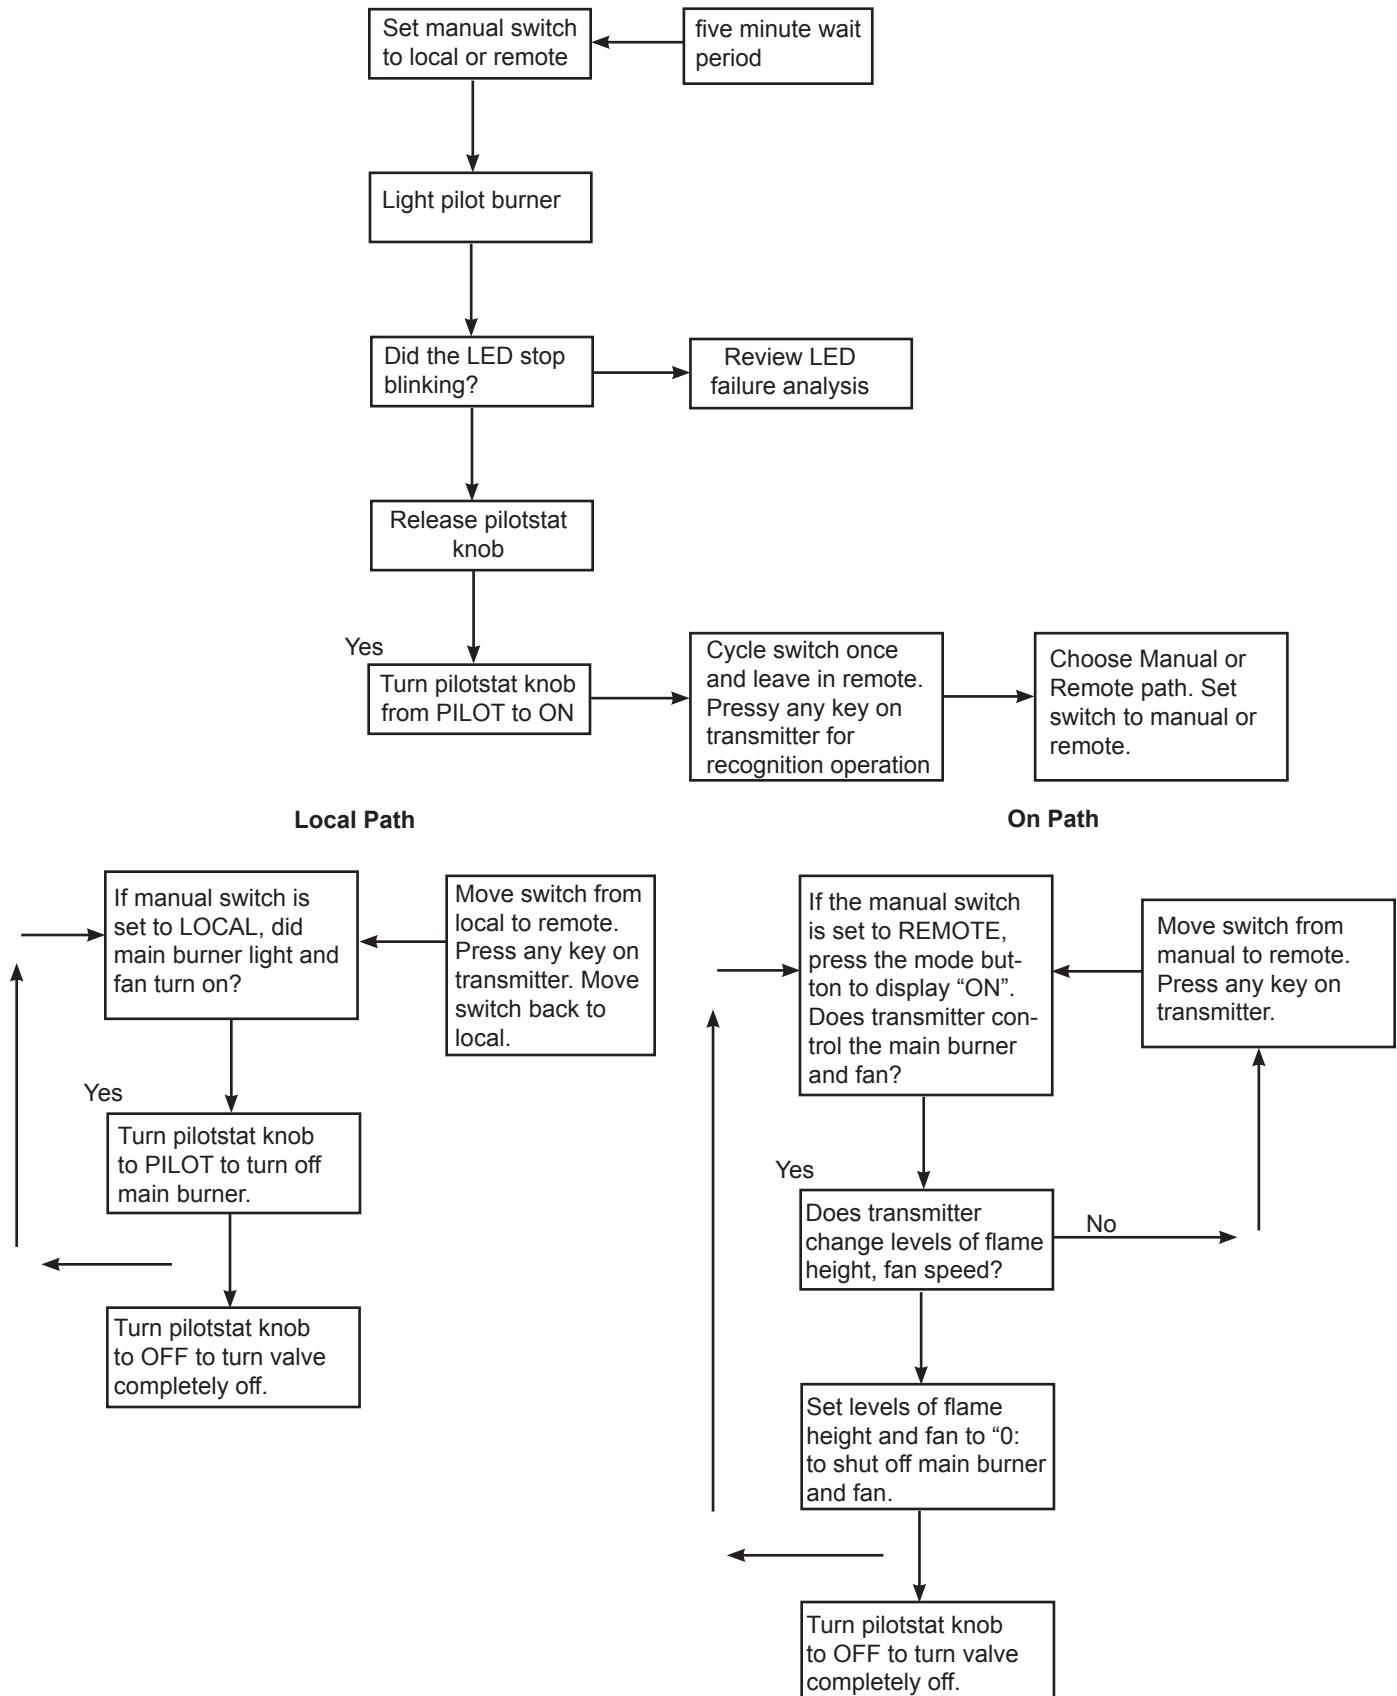 Set manual switch
to local or remote
five minute wait
period
Light pilot burner
Did the LED stop
blinking?
Review LED
failure analysis
Release pilotstat
knob
Yes
Turn pilotstat knob
from PILOT to ON
Cycle switch once
and leave in remote.
Pressy any key on
transmitter for
recognition operation
Choose Manual or
Remote path. Set
switch to manual or
remote.
Local Path
If manual switch is
set to LOCAL, did
main burner light and
fan turn on?
Move switch from
local to remote.
Press any key on
transmitter. Move
switch back to
local.
Yes
Turn pilotstat knob
to PILOT to turn off
main burner.
Turn pilotstat knob
to OFF to turn valve
completely off.
On Path
If the manual switch
is set to REMOTE,
press the mode but-
ton to display “ON”.
Does transmitter con-
trol the main burner
and fan?
Move switch from
manual to remote.
Press any key on
transmitter.
Yes
Does transmitter
change levels of flame
height, fan speed?
No
Set levels of flame
height and fan to “0:
to shut off main burner
and fan.
Turn pilotstat knob
to OFF to turn valve
completely off.